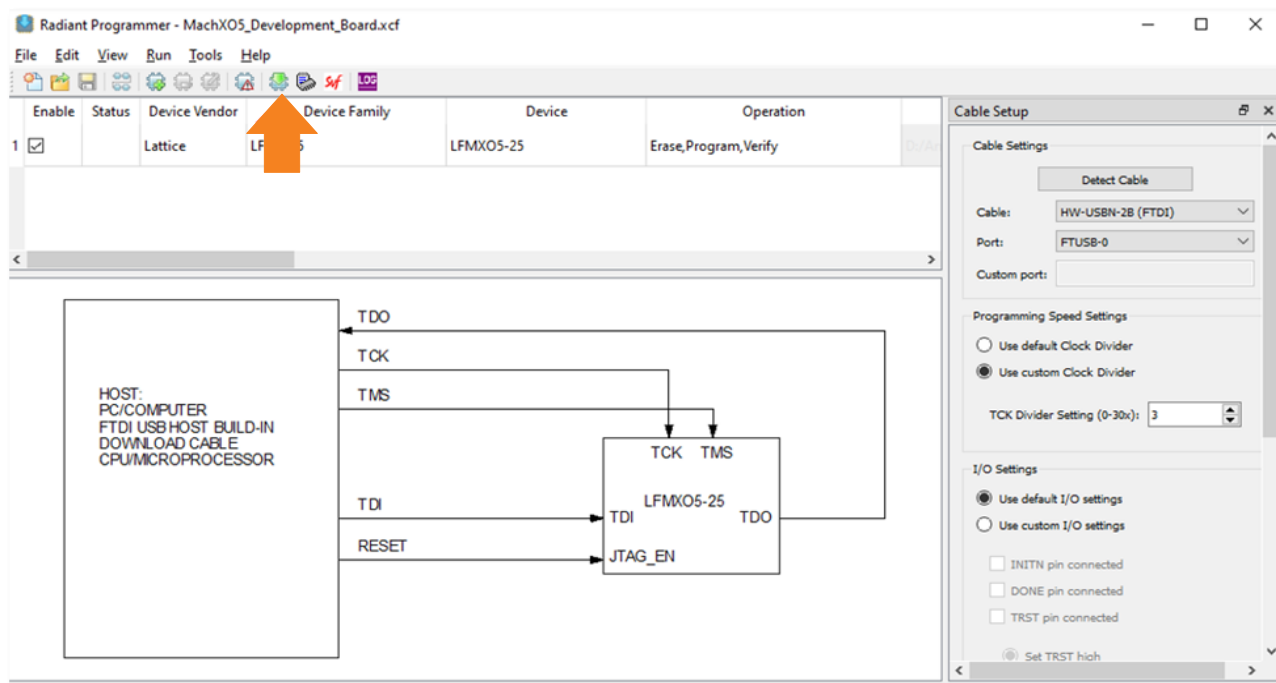 Radiant Programmer - MachXO5_Development_Board.xcf
File Edit View Run Tools Help
Svf LOG
Enable Status Device Vendor Device Family Device Operation
1 Lattice LFMXO5-25 Erase,Program,Verify
Cable Setup
Cable Settings
Detect Cable
Cable: HW-USBN-2B (FTDI)
Port: FTUSB-0
Custom port:
Programming Speed Settings
Use default Clock Divider
Use custom Clock Divider
TCK Divider Setting (0-30x): 3
I/O Settings
Use default I/O settings
Use custom I/O settings
INITN pin connected
DONE pin connected
TRST pin connected
Set TRST high
TDO
TCK
TMS
HOST:
PC/COMPUTER
FTDI USB HOST BUILD-IN
DOWNLOAD CABLE
CPU/MICROPROCESSOR
TCK TMS
LFMXO5-25
TDI
TDI TDO
RESET
JTAG_EN